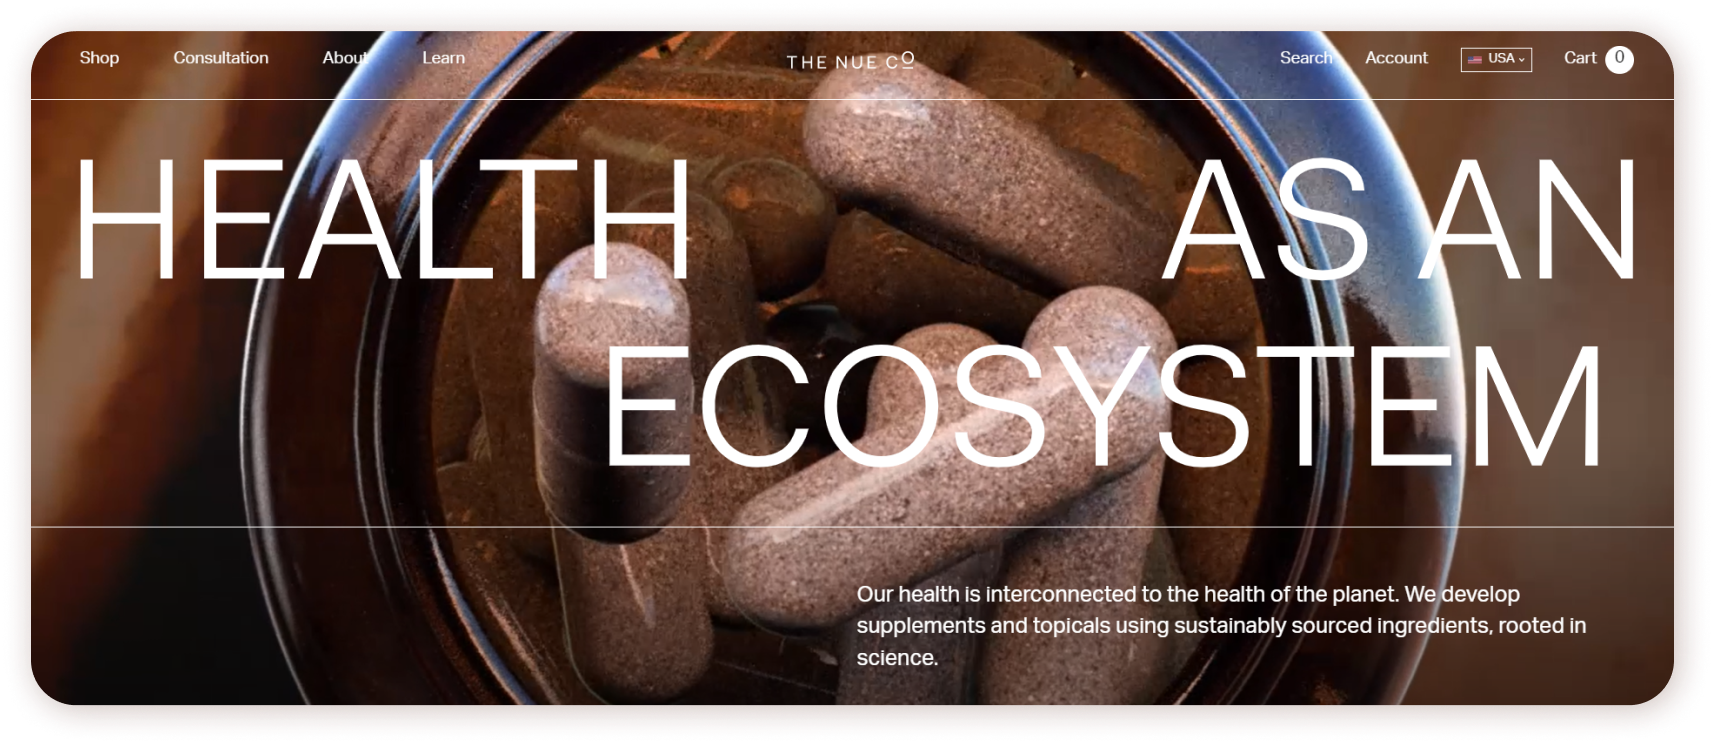 Shop Consultation About Learn THE NUE CO Search Account USA Cart 0
HEALTH AS AN
ECOSYSTEM
Our health is interconnected to the health of the planet. We develop
supplements and topicals using sustainably sourced ingredients, rooted in
science.